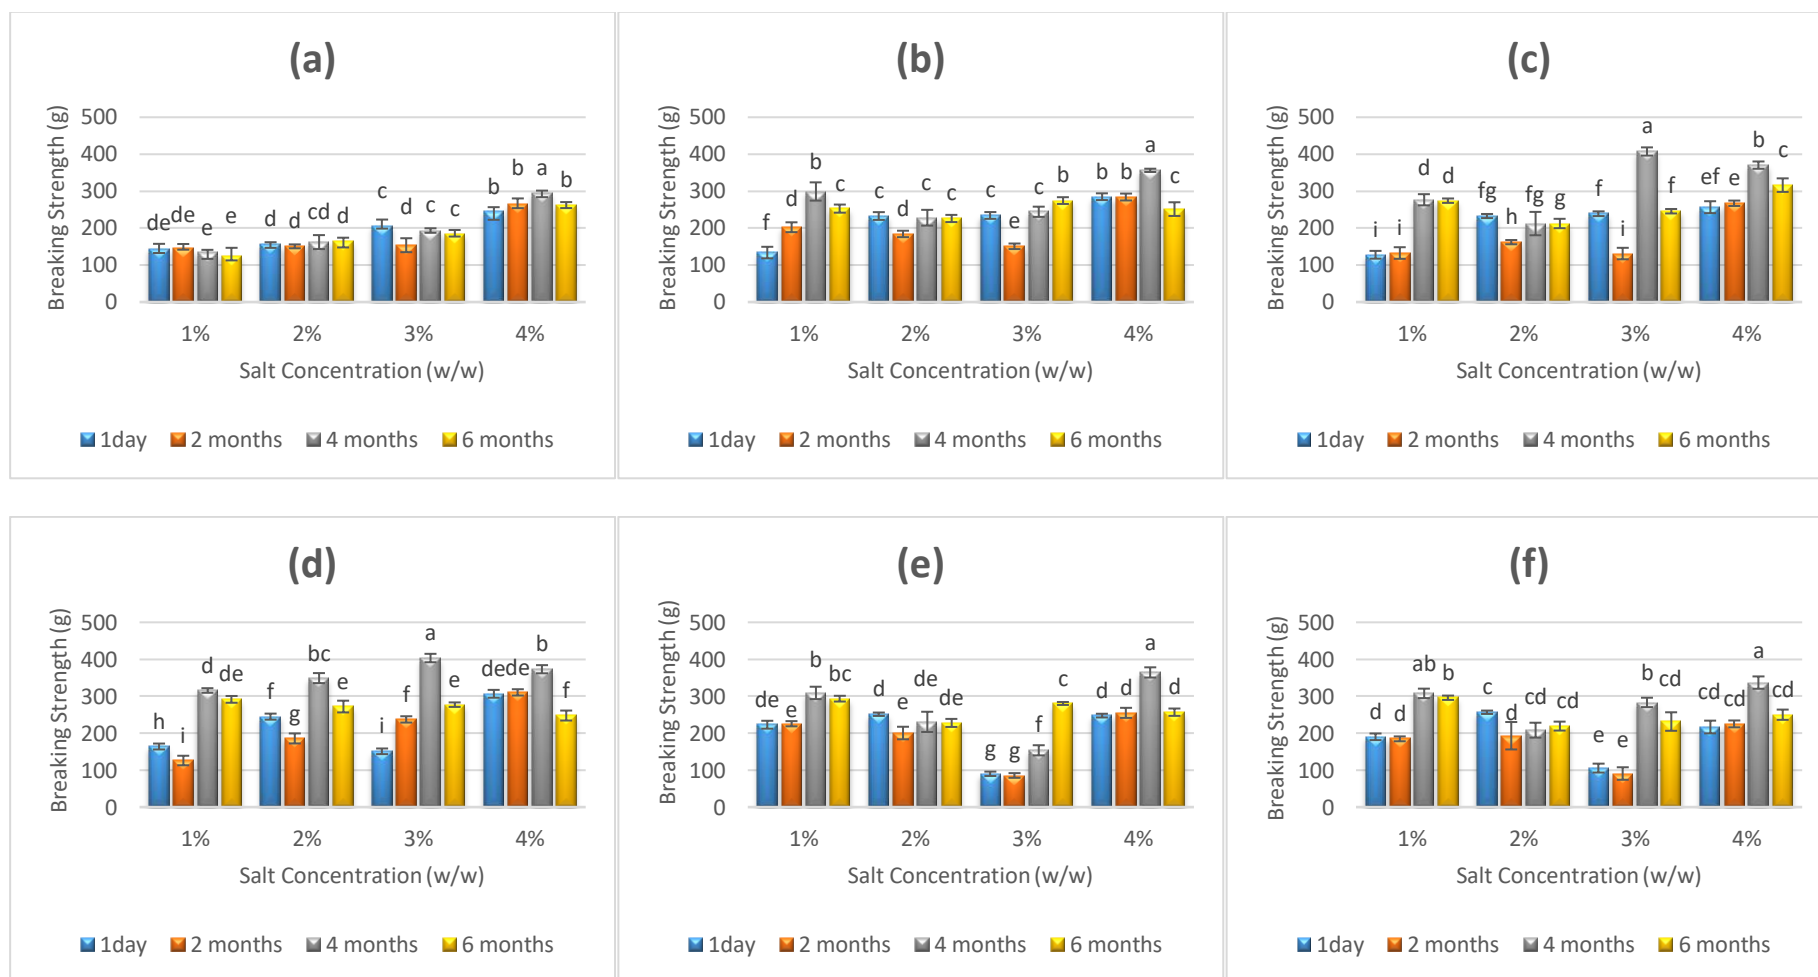 (a)
Breaking Strength (g)
500
400
300
200
100
0
de de e e
d d cd d
c d c c
b b a b
1% 2% 3% 4%
Salt Concentration (w/w)
1day 2 months 4 months 6 months
(b)
Breaking Strength (g)
500
400
300
200
100
0
f d b c
c d c c
c e c b
b b a c
1% 2% 3% 4%
Salt Concentration (w/w)
1day 2 months 4 months 6 months
(c)
Breaking Strength (g)
500
400
300
200
100
0
i i d d
fg h fg g
f i a f
ef e b c
1% 2% 3% 4%
Salt Concentration (w/w)
1day 2 months 4 months 6 months
(d)
Breaking Strength (g)
500
400
300
200
100
0
h i d de
f g bc e
i f a e
de de b f
1% 2% 3% 4%
Salt Concentration (w/w)
1day 2 months 4 months 6 months
(e)
Breaking Strength (g)
500
400
300
200
100
0
de e b bc
d e de de
g g f c
d d a d
1% 2% 3% 4%
Salt Concentration (w/w)
1day 2 months 4 months 6 months
(f)
Breaking Strength (g)
500
400
300
200
100
0
d d ab b
c d cd cd
e e b cd
cd cd a cd
1% 2% 3% 4%
Salt Concentration (w/w)
1day 2 months 4 months 6 months